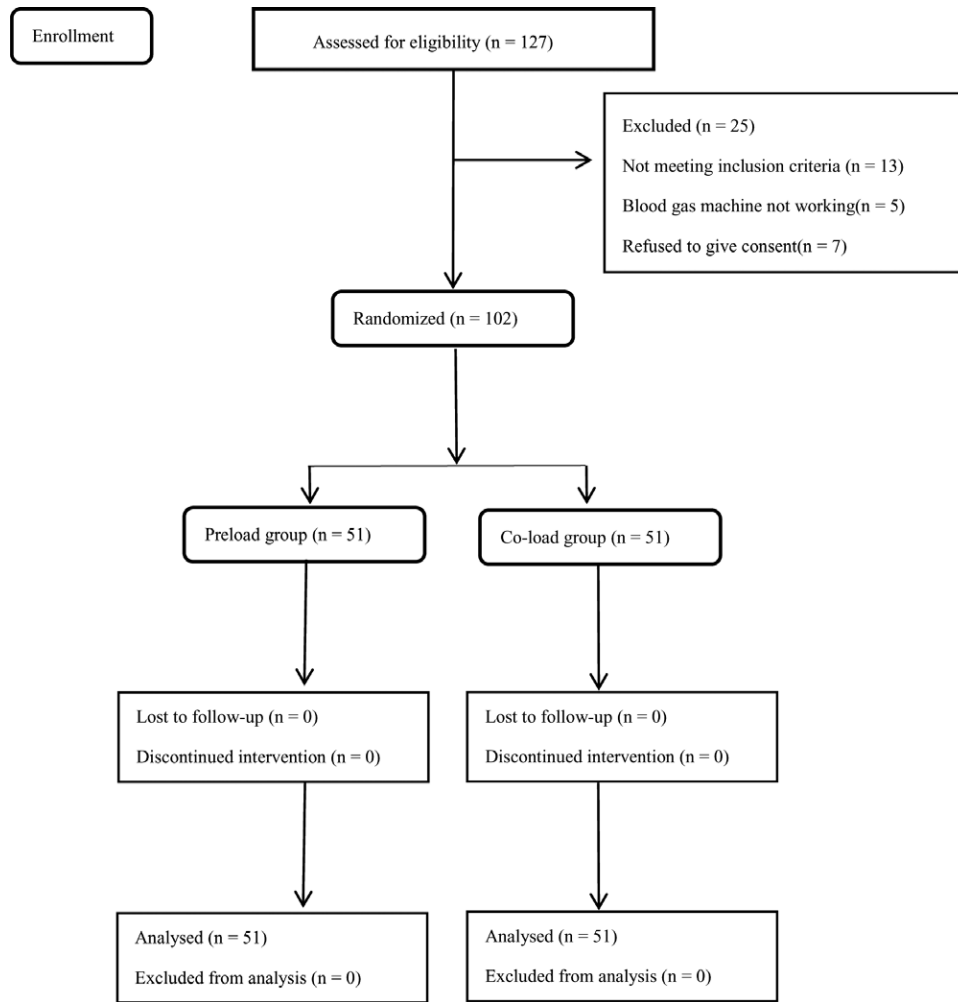 Enrollment
Assessed for eligibility (n = 127)
Excluded (n = 25)
Not meeting inclusion criteria (n = 13)
Blood gas machine not working(n = 5)
Refused to give consent(n = 7)
Randomized (n = 102)
Preload group (n = 51)
Co-load group (n = 51)
Lost to follow-up (n = 0)
Discontinued intervention (n = 0)
Lost to follow-up (n = 0)
Discontinued intervention (n = 0)
Analysed (n = 51)
Excluded from analysis (n = 0)
Analysed (n = 51)
Excluded from analysis (n = 0)